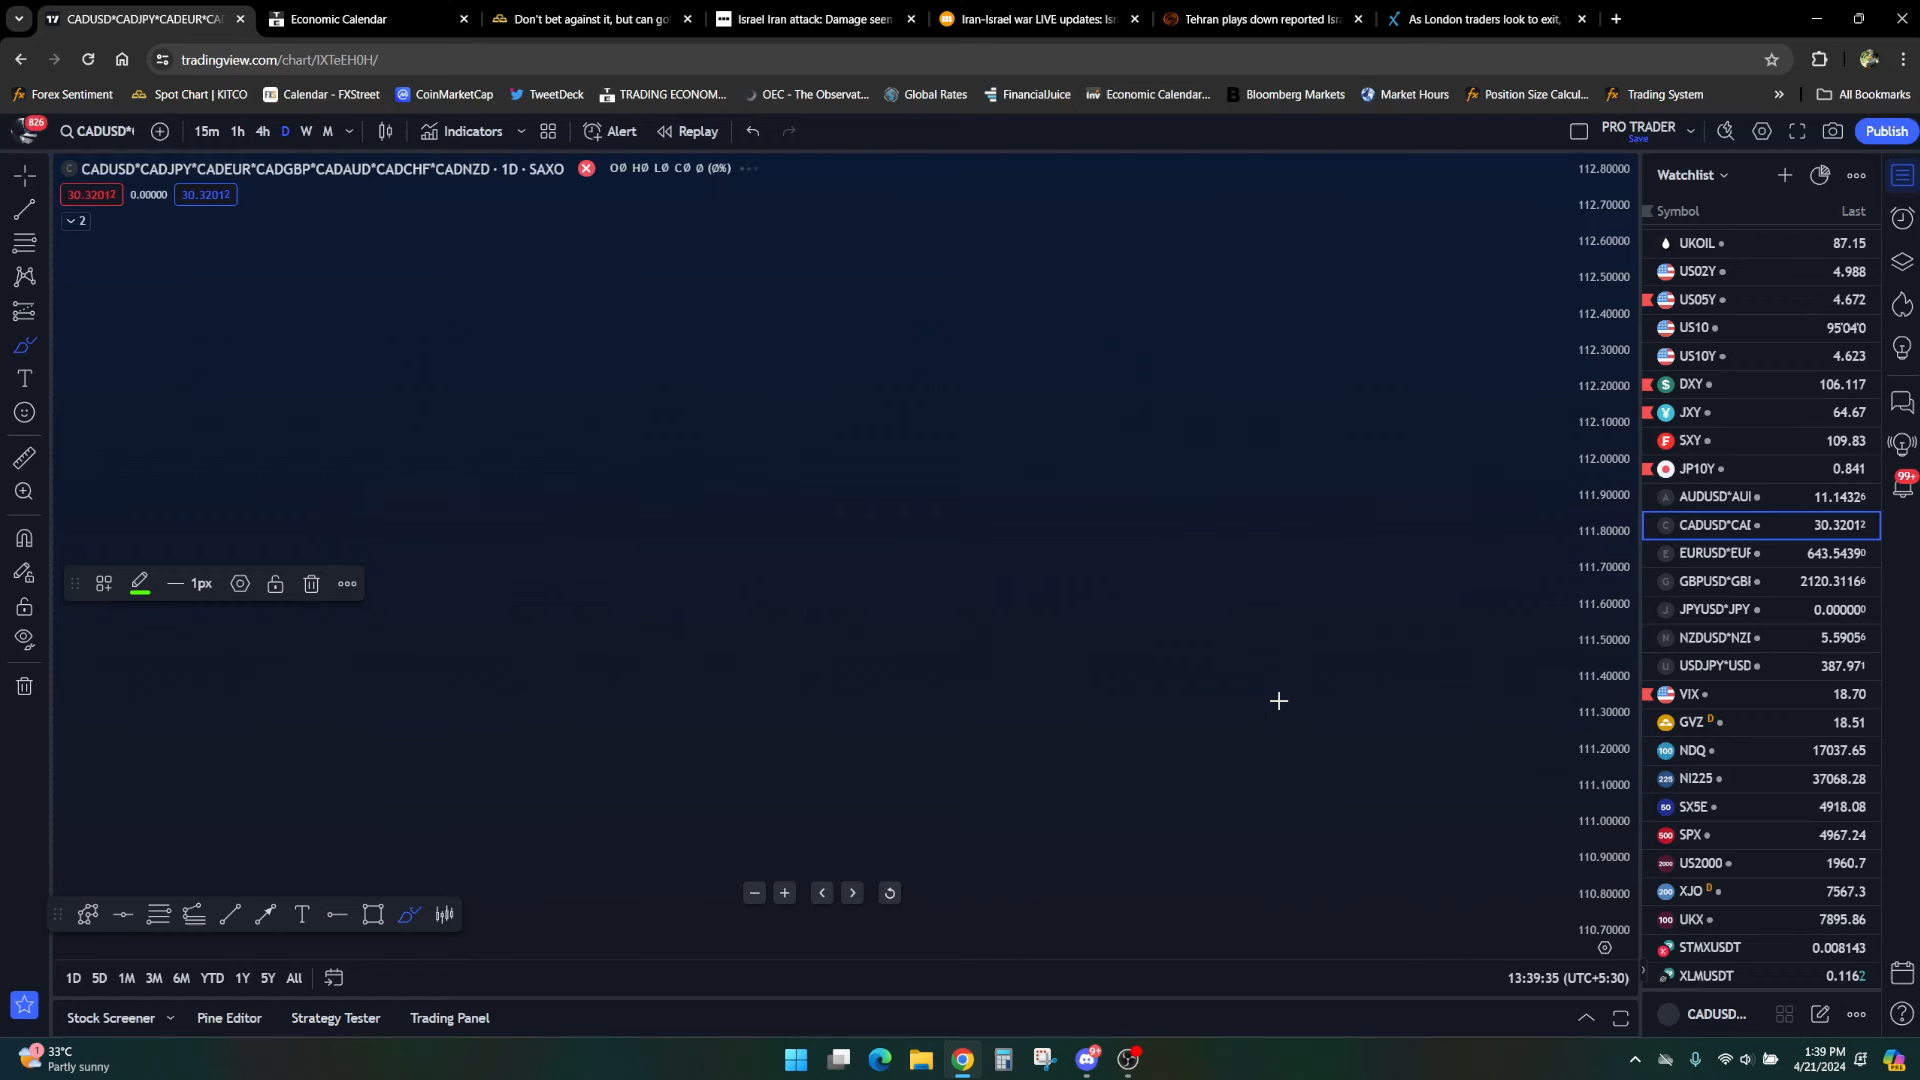 CADUSD*CADJPY*CADEUR*CA
Economic Calendar
Don't bet against it, but can go
Israel Iran attack: Damage seen
Iran-Israel war LIVE updates: Isr
Tehran plays down reported Isra
As London traders look to exit,
tradingview.com/chart/IXTeEH0H/
Forex Sentiment
Spot Chart | KITCO
Calendar - FXStreet
CoinMarketCap
TweetDeck
TRADING ECONOM...
OEC - The Observat...
Global Rates
FinancialJuice
Economic Calendar...
Bloomberg Markets
Market Hours
Position Size Calcul...
Trading System
All Bookmarks
826
CADUSD*(
15m 1h 4h D W M
Indicators
Alert
Replay
PRO TRADER
Save
Publish
CADUSD*CADJPY*CADEUR*CADGBP*CADAUD*CADCHF*CADNZD · 1D · SAXO
O∅ H∅ L∅ C∅ ∅ (∅%)
30.32012 0.00000 30.32012
2
112.80000
112.70000
112.60000
112.50000
112.40000
112.30000
112.20000
112.10000
112.00000
111.90000
111.80000
111.70000
111.60000
111.50000
111.40000
111.30000
111.20000
111.10000
111.00000
110.90000
110.80000
110.70000
1px
Watchlist
Symbol Last
UKOIL 87.15
US02Y 4.988
US05Y 4.672
US10 95'04'0
US10Y 4.623
DXY 106.117
JXY 64.67
SXY 109.83
JP10Y 0.841
AUDUSD*AUI 11.14326
CADUSD*CAI 30.32012
EURUSD*EUF 643.54390
GBPUSD*GBI 2120.31166
JPYUSD*JPY 0.000000
NZDUSD*NZI 5.59056
USDJPY*USD 387.971
VIX 18.70
GVZ D 18.51
NDQ 17037.65
NI225 37068.28
SX5E 4918.08
SPX 4967.24
US2000 1960.7
XJO D 7567.3
UKX 7895.86
STMXUSDT 0.008143
XLMUSDT 0.1162
99+
1D 5D 1M 3M 6M YTD 1Y 5Y All
13:39:35 (UTC+5:30)
Stock Screener
Pine Editor
Strategy Tester
Trading Panel
CADUSD...
33°C
Partly sunny
1:39 PM
4/21/2024